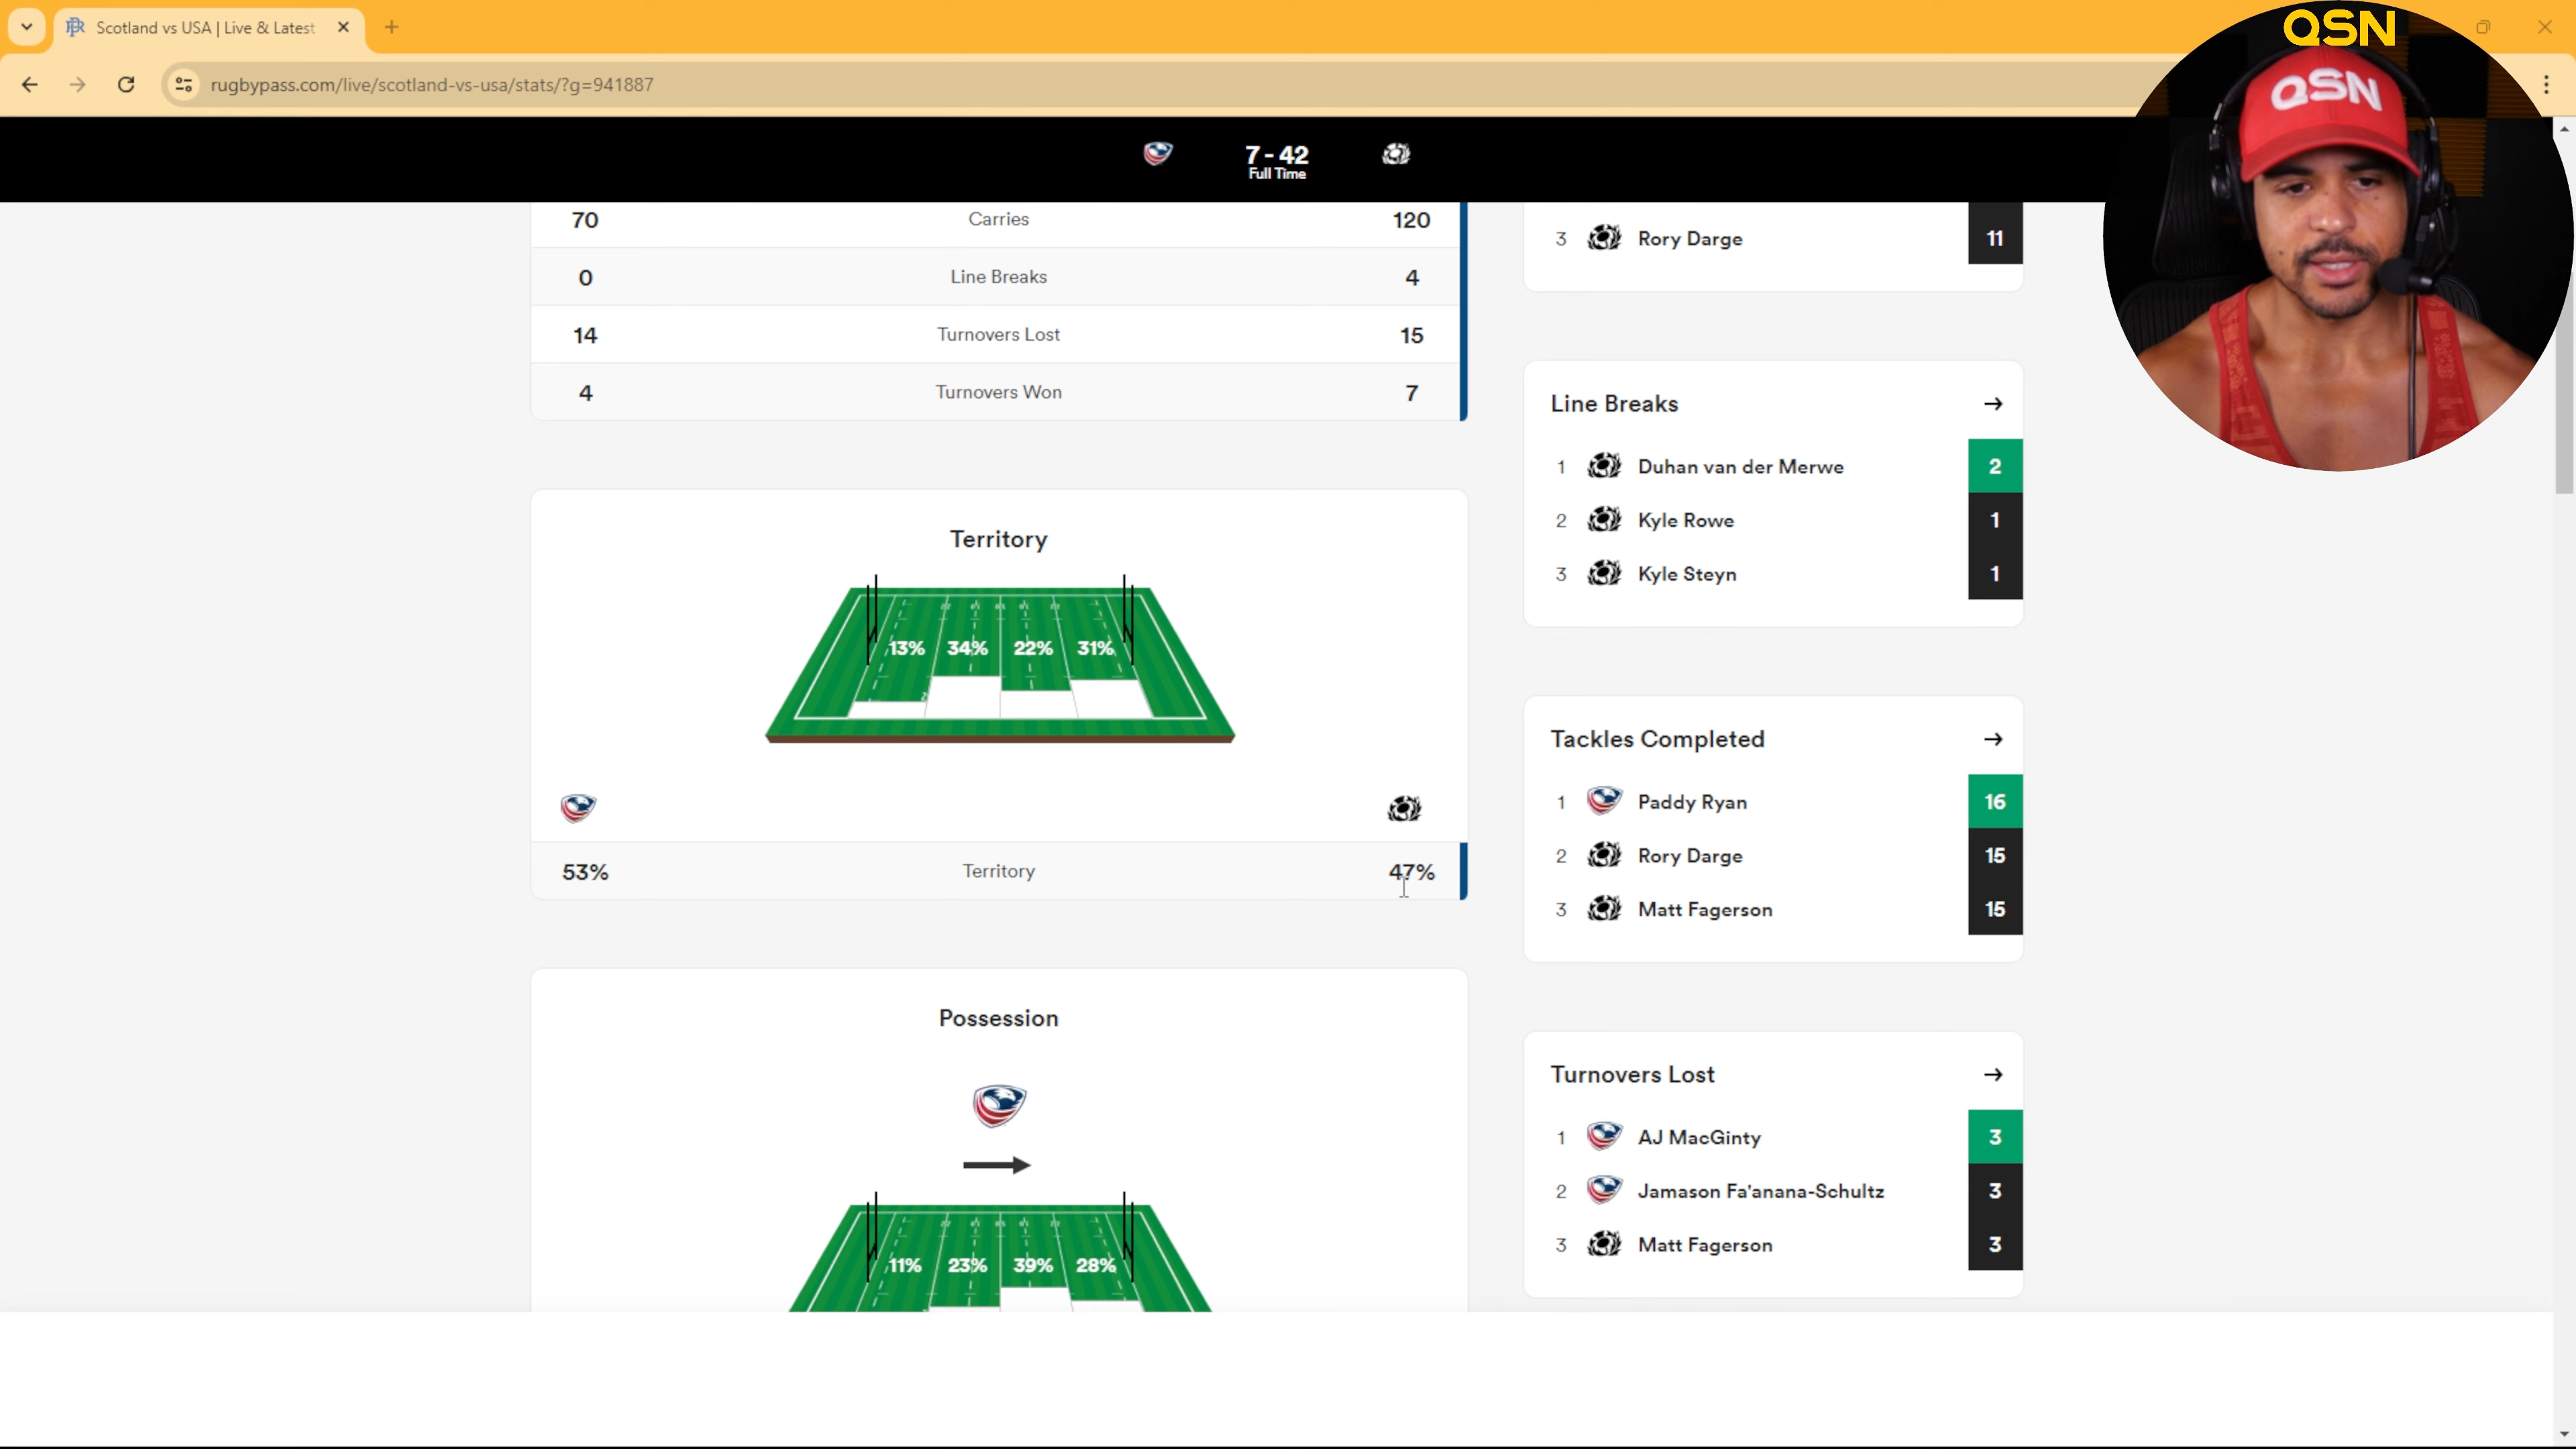 Scotland vs USA | Live & Latest
rugbypass.com/live/scotland-vs-usa/stats/?g=941887
QSN
QSN
7 - 42
Full Time
70 Carries 120
0 Line Breaks 4
14 Turnovers Lost 15
4 Turnovers Won 7
Territory
13% 34% 22% 31%
53% Territory 47%
Possession
11% 23% 39% 28%
3 Rory Darge 11
Line Breaks
1 Duhan van der Merwe 2
2 Kyle Rowe 1
3 Kyle Steyn 1
Tackles Completed
1 Paddy Ryan 16
2 Rory Darge 15
3 Matt Fagerson 15
Turnovers Lost
1 AJ MacGinty 3
2 Jamason Fa'anana-Schultz 3
3 Matt Fagerson 3